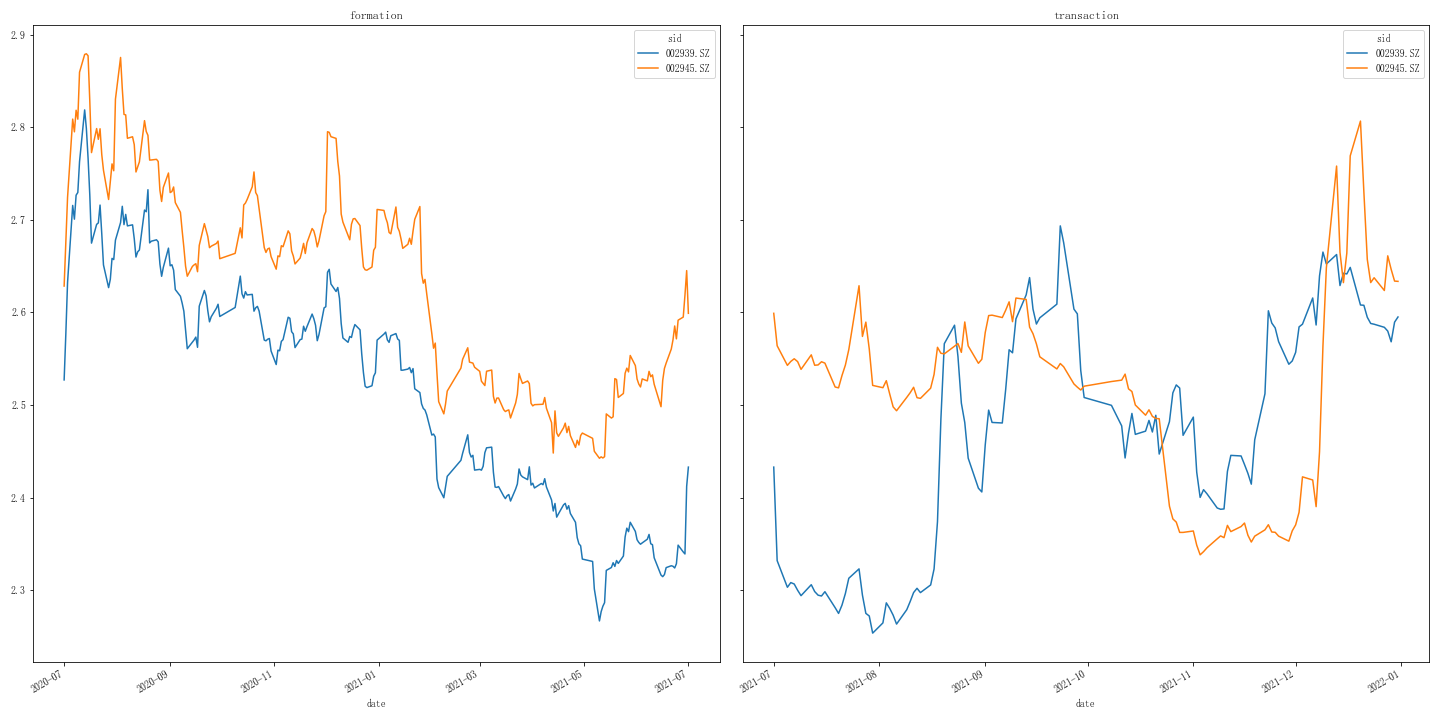 formation
sid
002939.SZ
002945.SZ
2.9
2.8
2.7
2.6
2.5
2.4
2.3
2020-07
2020-09
2020-11
2021-01
2021-03
2021-05
2021-07
date
transaction
sid
002939.SZ
002945.SZ
2021-07
2021-08
2021-09
2021-10
2021-11
2021-12
2022-01
date